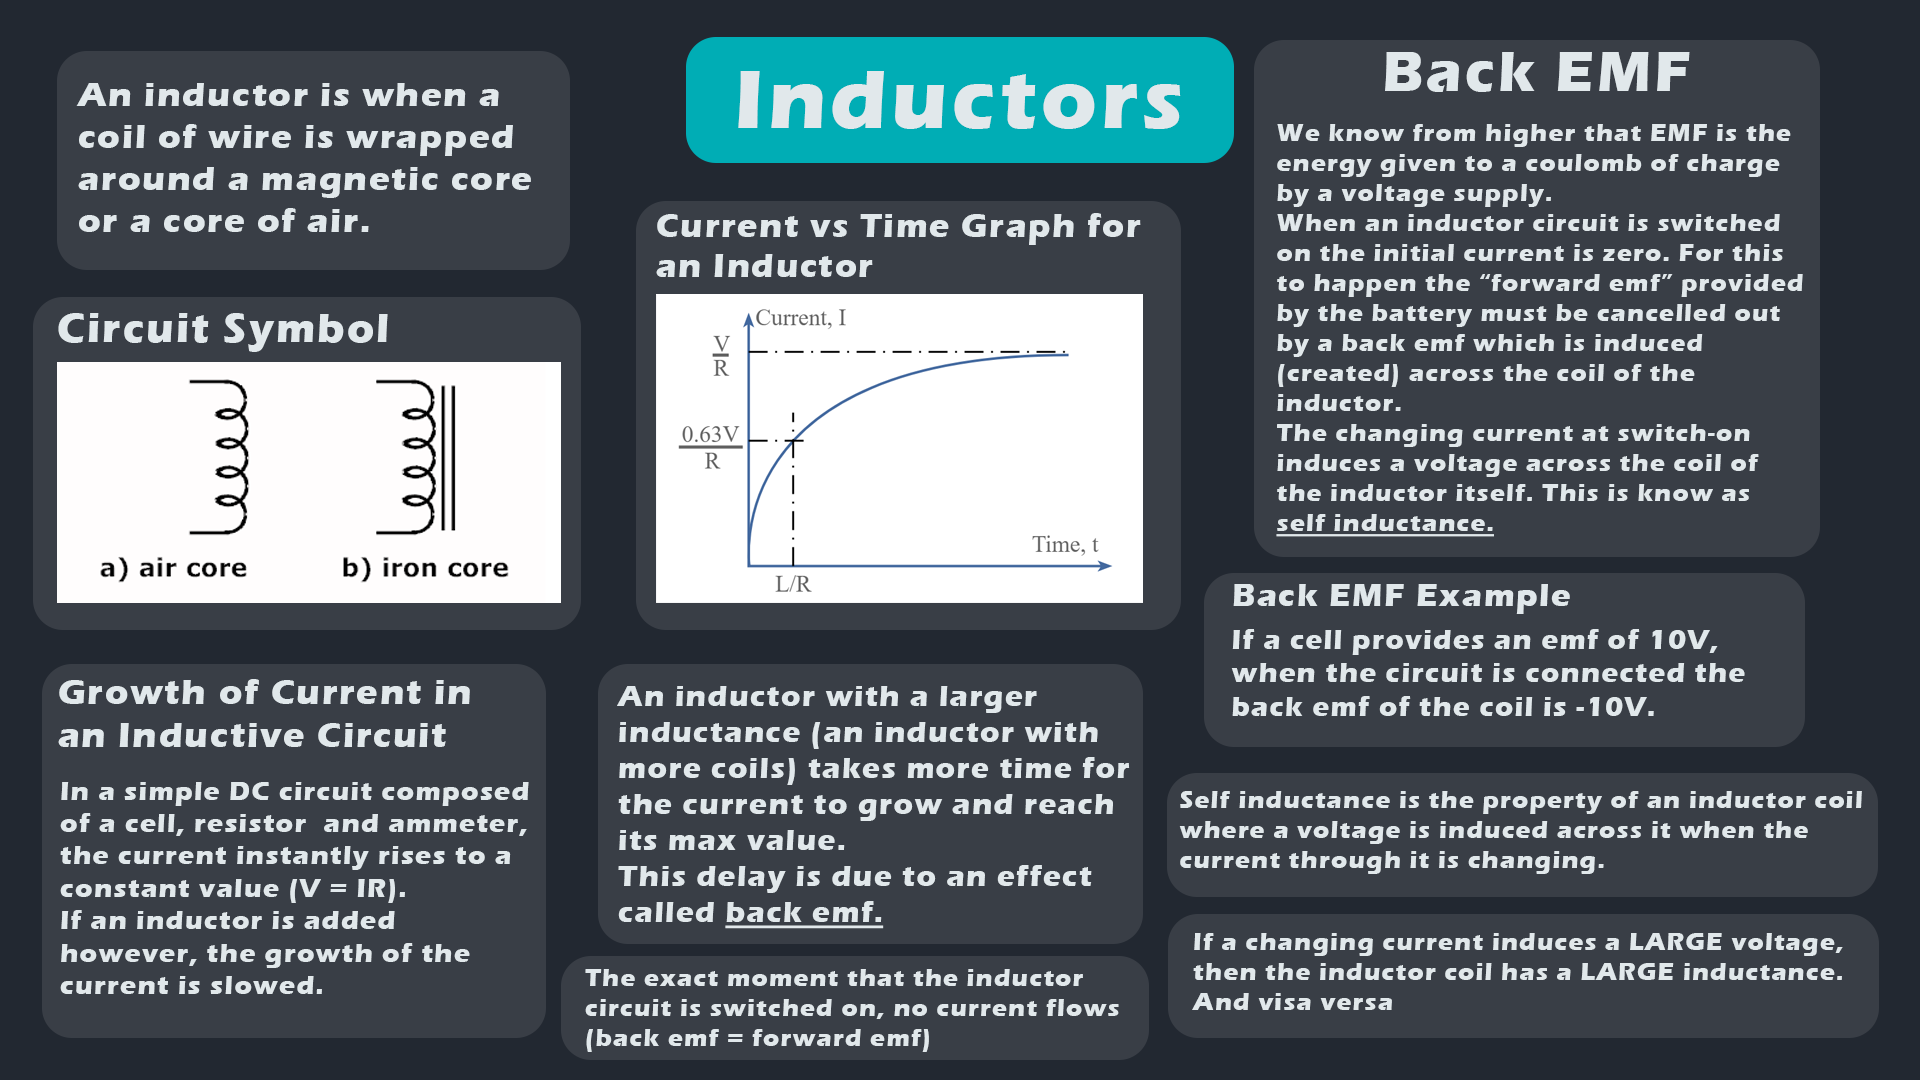 Inductors
An inductor is when a
coil of wire is wrapped
around a magnetic core
or a core of air.
Circuit Symbol
a) air core
b) iron core
Growth of Current in
an Inductive Circuit
In a simple DC circuit composed
of a cell, resistor  and ammeter,
the current instantly rises to a
constant value (V = IR).
If an inductor is added
however, the growth of the
current is slowed.
Current vs Time Graph for
an Inductor
Current, I
V
R
0.63V
R
Time, t
L/R
An inductor with a larger
inductance (an inductor with
more coils) takes more time for
the current to grow and reach
its max value.
This delay is due to an effect
called back emf.
The exact moment that the inductor
circuit is switched on, no current flows
(back emf = forward emf)
Back EMF
We know from higher that EMF is the
energy given to a coulomb of charge
by a voltage supply.
When an inductor circuit is switched
on the initial current is zero. For this
to happen the “forward emf” provided
by the battery must be cancelled out
by a back emf which is induced
(created) across the coil of the
inductor.
The changing current at switch-on
induces a voltage across the coil of
the inductor itself. This is know as
self inductance.
Back EMF Example
If a cell provides an emf of 10V,
when the circuit is connected the
back emf of the coil is -10V.
Self inductance is the property of an inductor coil
where a voltage is induced across it when the
current through it is changing.
If a changing current induces a LARGE voltage,
then the inductor coil has a LARGE inductance.
And visa versa